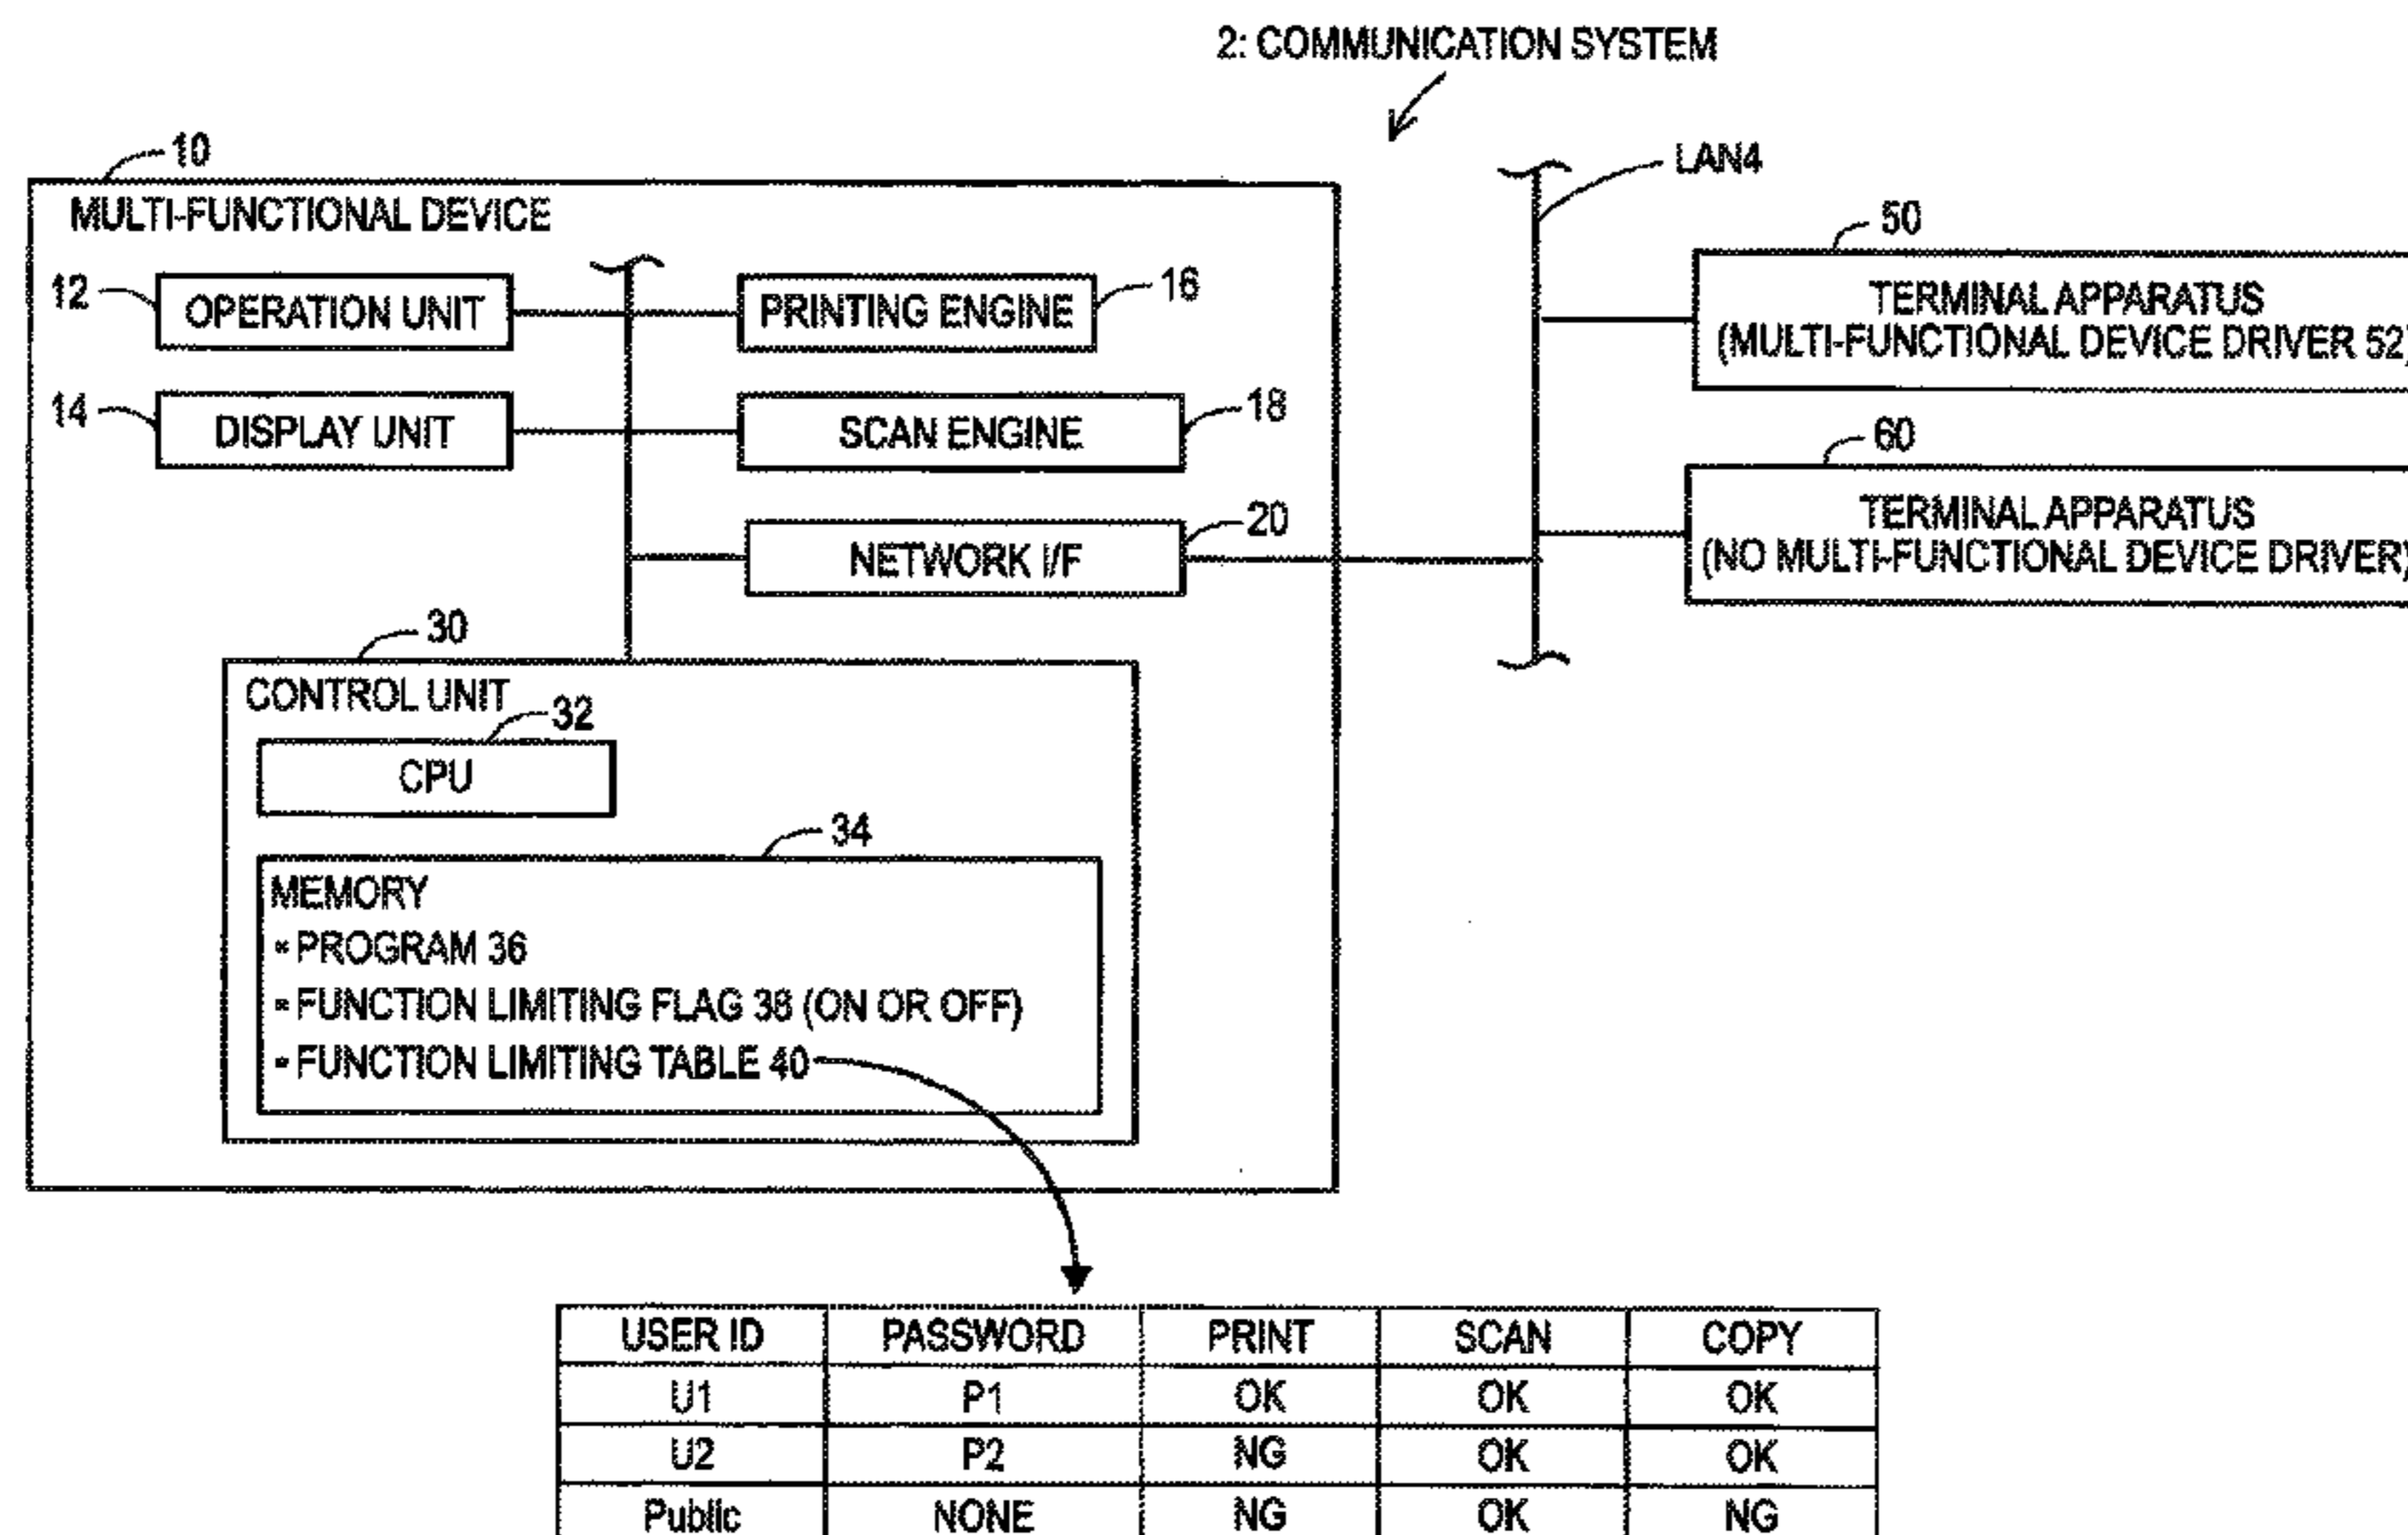 2: COMMUNICATION SYSTEM
10
LAN4
MULTI-FUNCTIONAL DEVICE
50
12
OPERATION UNIT
PRINTING ENGINE
16
TERMINAL APPARATUS
(MULTI-FUNCTIONAL DEVICE DRIVER 52)
14
DISPLAY UNIT
SCAN ENGINE
18
60
20
NETWORK I/F
TERMINAL APPARATUS
(NO MULTI-FUNCTIONAL DEVICE DRIVER)
30
CONTROL UNIT
32
CPU
34
MEMORY
▪ PROGRAM 36
▪ FUNCTION LIMITING FLAG 38 (ON OR OFF)
▪ FUNCTION LIMITING TABLE 40
USER ID PASSWORD PRINT SCAN COPY
U1 P1 OK OK OK
U2 P2 NG OK OK
Public NONE NG OK NG